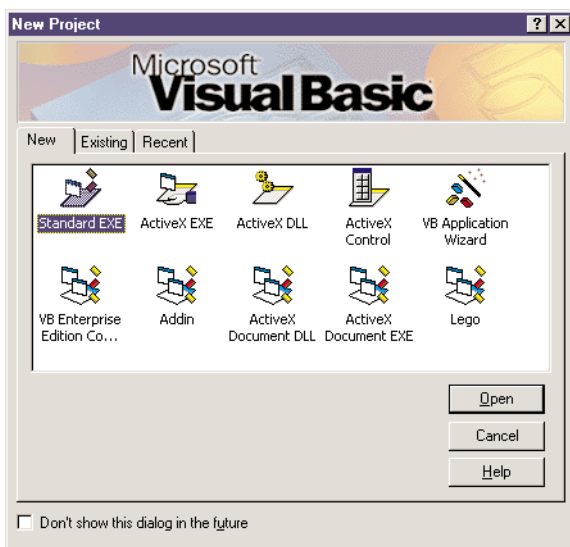 New Project
Microsoft
Visual Basic
New Existing Recent
Standard EXE ActiveX EXE ActiveX DLL ActiveX Control VB Application Wizard
VB Enterprise Edition Co... Addin ActiveX Document DLL ActiveX Document EXE Lego
Open
Cancel
Help
Don't show this dialog in the future